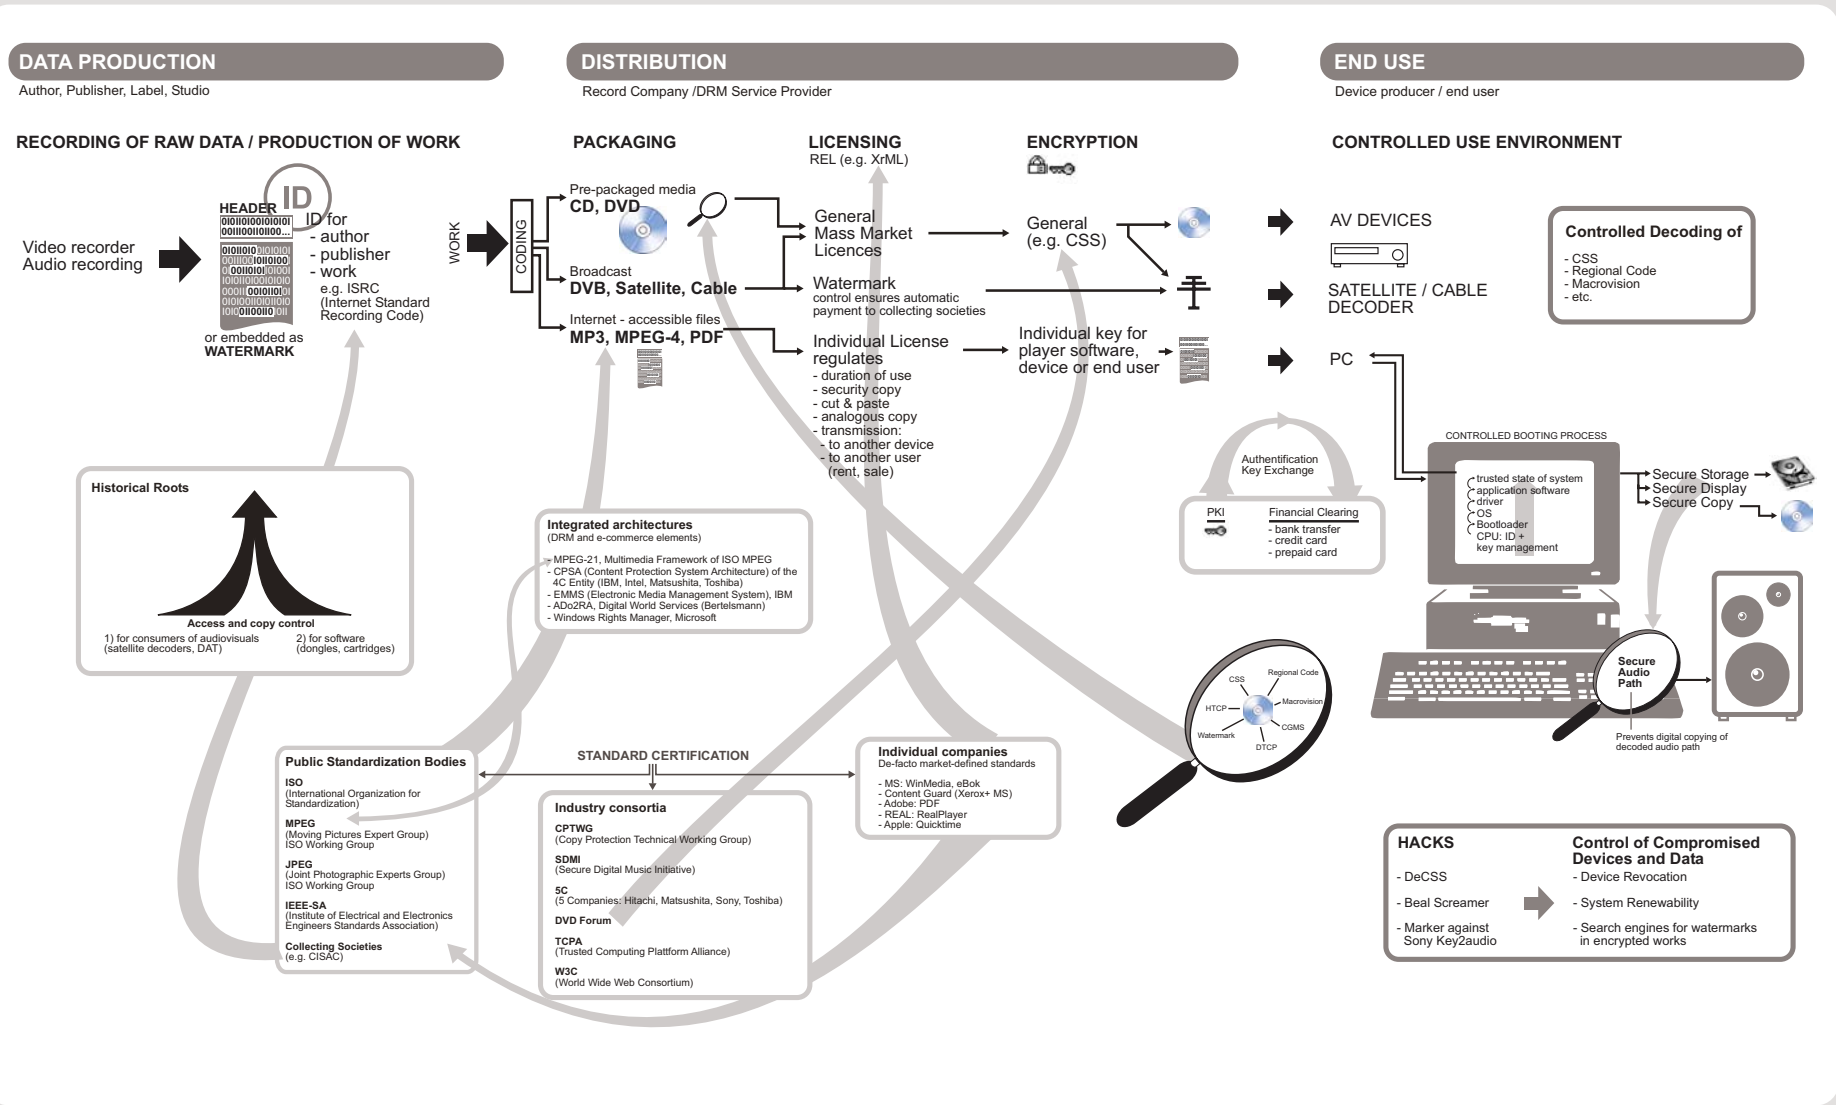 DATA PRODUCTION
Author, Publisher, Label, Studio
RECORDING OF RAW DATA / PRODUCTION OF WORK
Video recorder
Audio recording
ID
HEADER
ID for
- author
- publisher
- work
e.g. ISRC
(Internet Standard
Recording Code)
or embedded as
WATERMARK
WORK
CODING
DISTRIBUTION
Record Company /DRM Service Provider
PACKAGING
Pre-packaged media
CD, DVD
Broadcast
DVB, Satellite, Cable
Internet - accessible files
MP3, MPEG-4, PDF
LICENSING
REL (e.g. XrML)
General
Mass Market
Licences
Watermark
control ensures automatic
payment to collecting societies
Individual License
regulates
- duration of use
- security copy
- cut & paste
- analogous copy
- transmission:
- to another device
- to another user
(rent, sale)
ENCRYPTION
General
(e.g. CSS)
Individual key for
player software,
device or end user
END USE
Device producer / end user
CONTROLLED USE ENVIRONMENT
AV DEVICES
SATELLITE / CABLE
DECODER
PC
Controlled Decoding of
- CSS
- Regional Code
- Macrovision
- etc.
Authentification
Key Exchange
PKI
Financial Clearing
- bank transfer
- credit card
- prepaid card
CONTROLLED BOOTING PROCESS
trusted state of system
application software
driver
OS
Bootloader
CPU: ID +
key management
Secure Storage
Secure Display
Secure Copy
Secure
Audio
Path
Prevents digital copying of
decoded audio path
Historical Roots
Access and copy control
1) for consumers of audiovisuals
(satellite decoders, DAT)
2) for software
(dongles, cartridges)
Integrated architectures
(DRM and e-commerce elements)
- MPEG-21, Multimedia Framework of ISO MPEG
- CPSA (Content Protection System Architecture) of the
4C Entity (IBM, Intel, Matsushita, Toshiba)
- EMMS (Electronic Media Management System), IBM
- ADo2RA, Digital World Services (Bertelsmann)
- Windows Rights Manager, Microsoft
CSS
Regional Code
HTCP
Macrovision
Watermark
CGMS
DTCP
STANDARD CERTIFICATION
Public Standardization Bodies
ISO
(International Organization for
Standardization)
MPEG
(Moving Pictures Expert Group)
ISO Working Group
JPEG
(Joint Photographic Experts Group)
ISO Working Group
IEEE-SA
(Institute of Electrical and Electronics
Engineers Standards Association)
Collecting Societies
(e.g. CISAC)
Industry consortia
CPTWG
(Copy Protection Technical Working Group)
SDMI
(Secure Digital Music Initiative)
5C
(5 Companies: Hitachi, Matsushita, Sony, Toshiba)
DVD Forum
TCPA
(Trusted Computing Plattform Alliance)
W3C
(World Wide Web Consortium)
Individual companies
De-facto market-defined standards
- MS: WinMedia, eBok
- Content Guard (Xerox+ MS)
- Adobe: PDF
- REAL: RealPlayer
- Apple: Quicktime
HACKS
- DeCSS
- Beal Screamer
- Marker against
Sony Key2audio
Control of Compromised
Devices and Data
- Device Revocation
- System Renewability
- Search engines for watermarks
in encrypted works